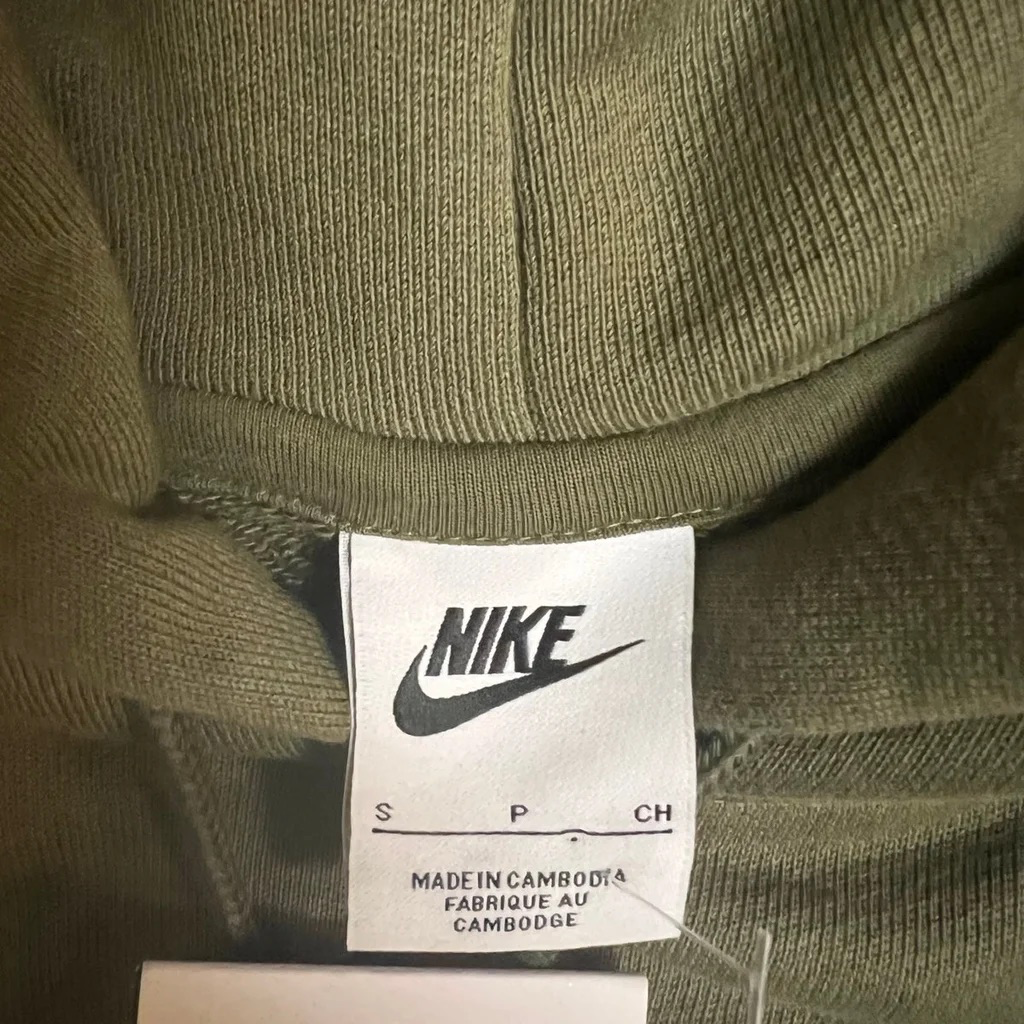 NIKE
S P CH
MADE IN CAMBODIA
FABRIQUE AU
CAMBODGE